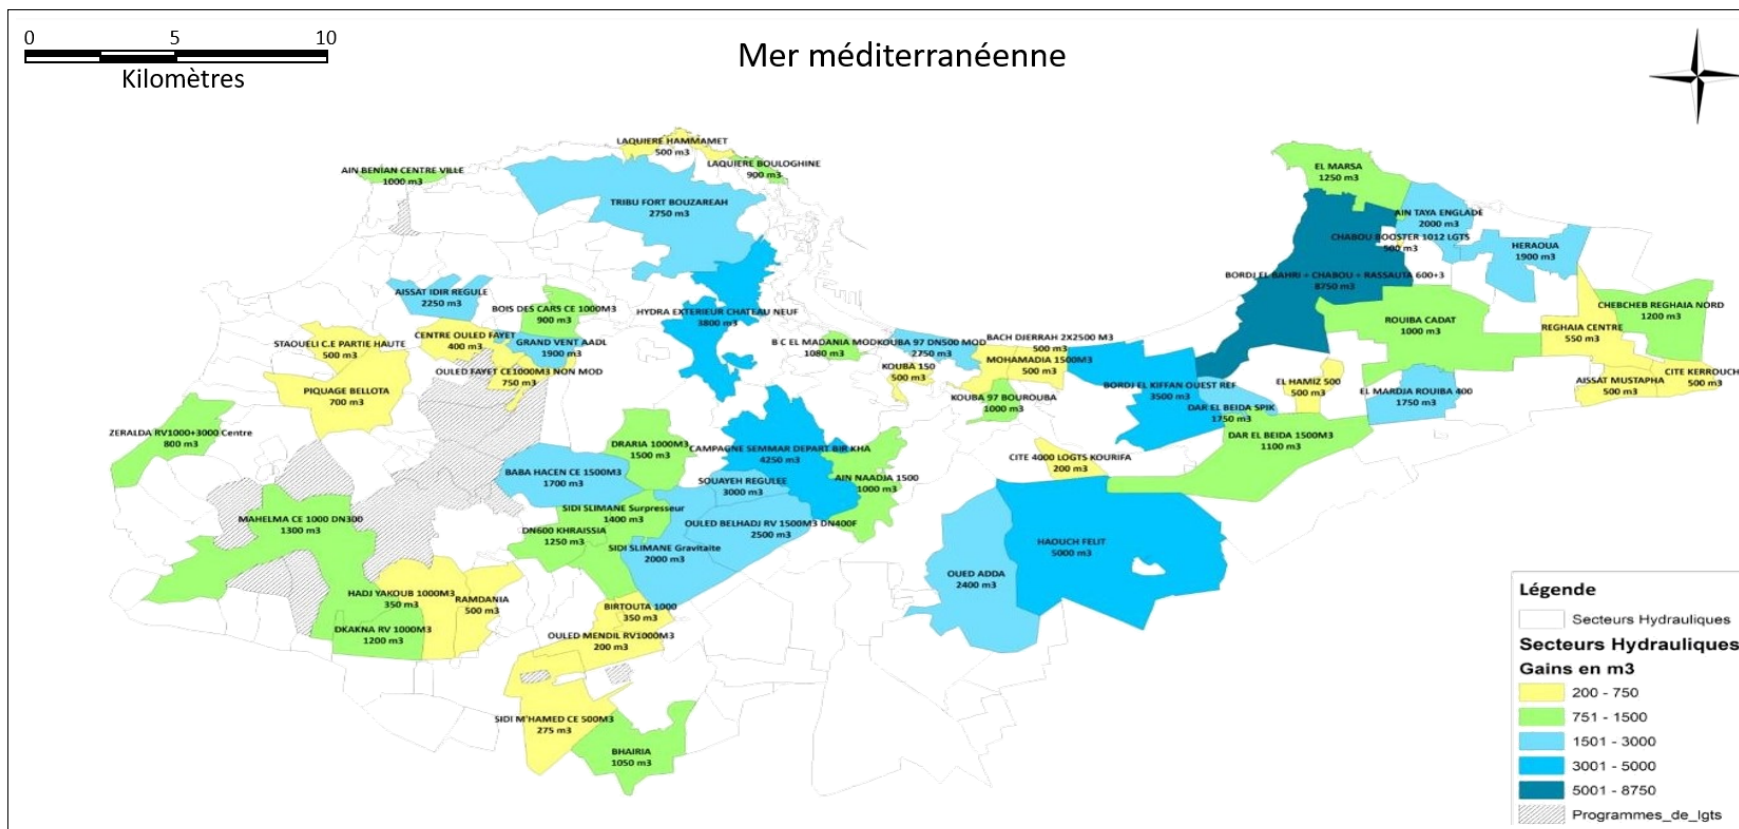 0 5 10
Kilomètres
Mer méditerranéenne
LAQUIERE HAMMAMET
500 m3
LAQUIERE BOULOGHINE
900 m3
AIN BENIAN CENTRE VILLE
1000 m3
TRIBU FORT BOUZAREAH
2750 m3
EL MARSA
1250 m3
AIN TAYA ENGLADE
2000 m3
CHABOU BOOSTER 1012 LGTS
500 m3
HERAOUA
1900 m3
BORDJ EL BAHRI + CHABOU + RASSAUTA 600+3
8750 m3
AISSAT IDIR REGULE
2250 m3
BOIS DES CARS CE 1000M3
900 m3
HYDRA EXTERIEUR CHATEAU NEUF
3800 m3
CHEBCHEB REGHAIA NORD
1200 m3
ROUIBA CADAT
1000 m3
REGHAIA CENTRE
550 m3
STAOUELI C.E PARTIE HAUTE
500 m3
CENTRE OULED FAYET
400 m3
GRAND VENT AADL
1900 m3
B C EL MADANIA MOD
1080 m3
KOUBA 97 DN500 MOD
2750 m3
BACH DJERRAH 2X2500 M3
500 m3
MOHAMADIA 1500M3
500 m3
OULED FAYET CE1000M3 NON MOD
750 m3
KOUBA 150
500 m3
PIQUAGE BELLOTA
700 m3
BORDJ EL KIFFAN OUEST REF
3500 m3
EL HAMIZ 500
500 m3
EL MARDJA ROUIBA 400
1750 m3
AISSAT MUSTAPHA
500 m3
CITE KERROUCH
500 m3
KOUBA 97 BOUROUBA
1000 m3
DAR EL BEIDA SPIK
1750 m3
ZERALDA RV1000+3000 Centre
800 m3
DRARIA 1000M3
1500 m3
CAMPAGNE SEMMAR DEPART BIR KHA
4250 m3
DAR EL BEIDA 1500M3
1100 m3
CITE 4000 LOGTS KOURIFA
200 m3
BABA HACEN CE 1500M3
1700 m3
SOUAYEH REGULEE
3000 m3
AIN NAADJA 1500
1000 m3
MAHELMA CE 1000 DN300
1300 m3
SIDI SLIMANE Surpresseur
1400 m3
DN600 KHRAISSIA
1250 m3
OULED BELHADJ RV 1500M3 DN400F
2500 m3
SIDI SLIMANE Gravitaite
2000 m3
HAOUCH FELIT
5000 m3
OUED ADDA
2400 m3
HADJ YAKOUB 1000M3
350 m3
RAMDANIA
500 m3
BIRTOUTA 1000
350 m3
DKAKNA RV 1000M3
1200 m3
OULED MENDIL RV1000M3
200 m3
SIDI M'HAMED CE 500M3
275 m3
BHAIRIA
1050 m3
Légende
Secteurs Hydrauliques
Secteurs Hydrauliques
Gains en m3
200 - 750
751 - 1500
1501 - 3000
3001 - 5000
5001 - 8750
Programmes_de_lgts